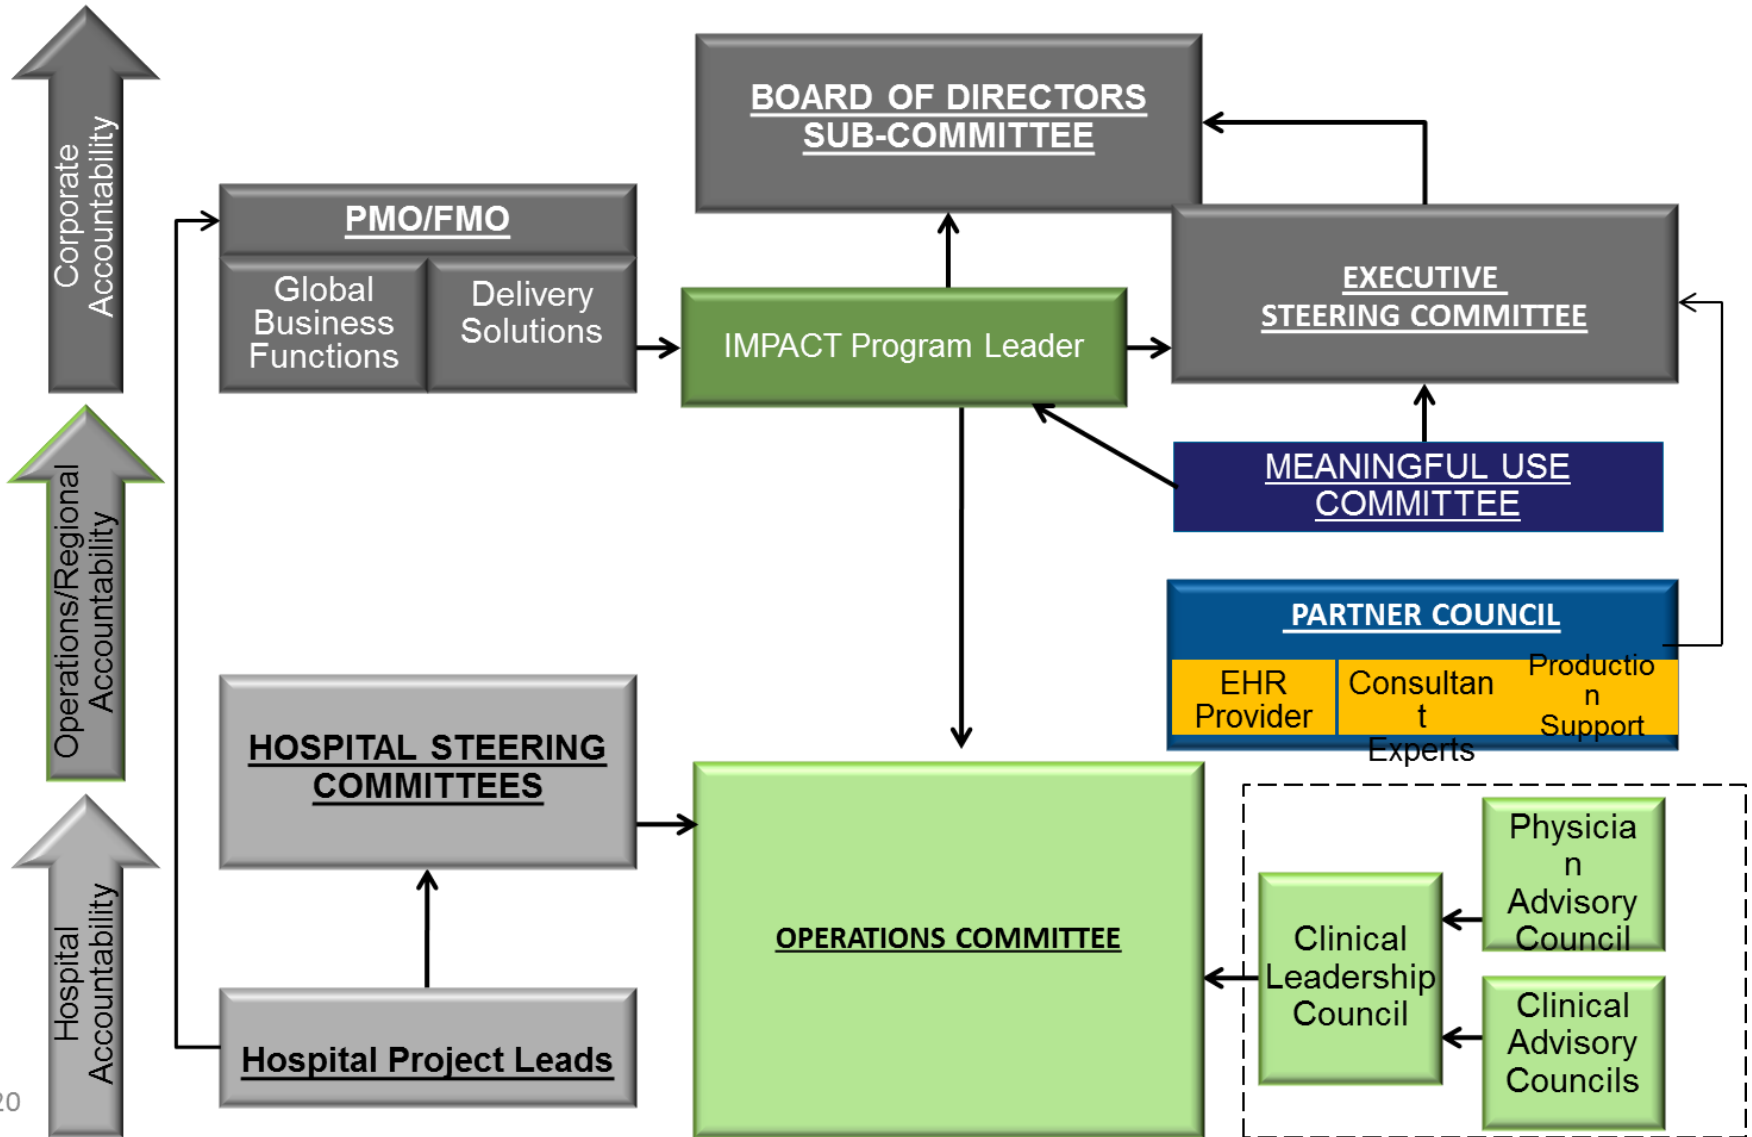 Corporate
Accountability
Operations/Regional
Accountability
Hospital
Accountability
BOARD OF DIRECTORS
SUB-COMMITTEE
PMO/FMO
Global
Business
Functions
Delivery
Solutions
IMPACT Program Leader
EXECUTIVE
STEERING COMMITTEE
MEANINGFUL USE
COMMITTEE
PARTNER COUNCIL
EHR
Provider
Consultan
t
Experts
Productio
n
Support
HOSPITAL STEERING
COMMITTEES
OPERATIONS COMMITTEE
Hospital Project Leads
Clinical
Leadership
Council
Physicia
n
Advisory
Council
Clinical
Advisory
Councils
20